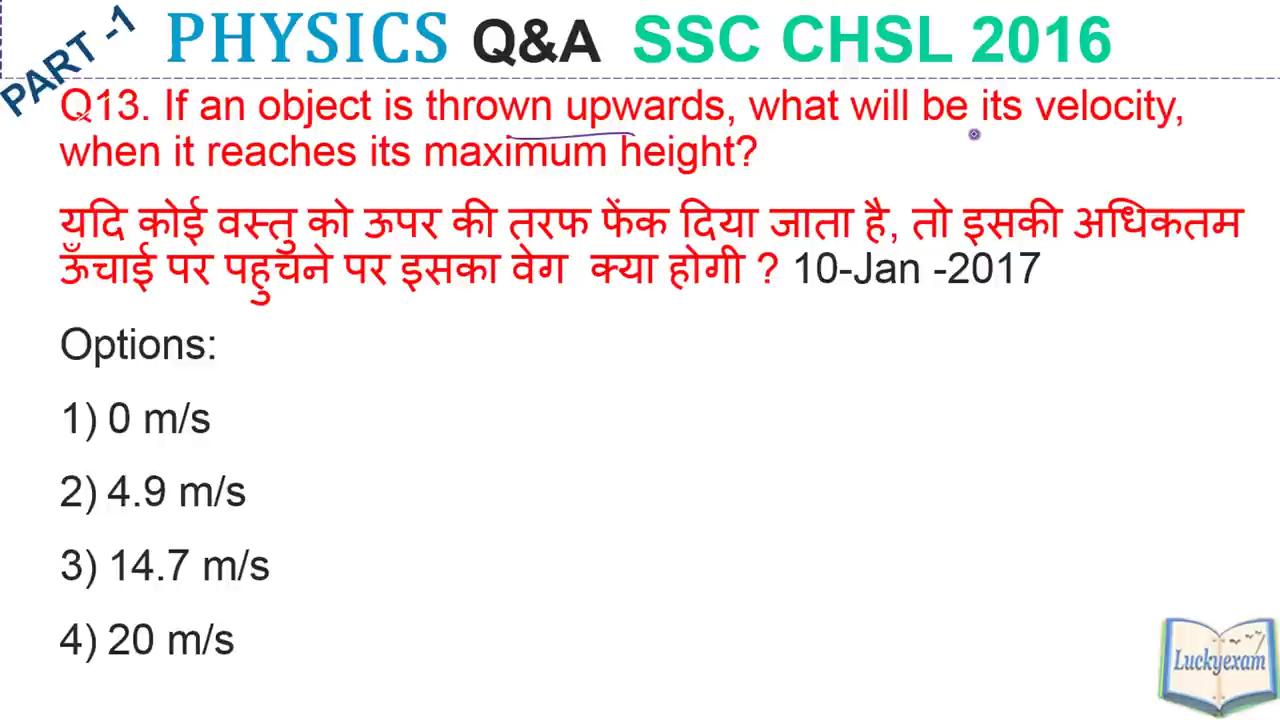 PART -1
PHYSICS Q&A SSC CHSL 2016
Q13. If an object is thrown upwards, what will be its velocity,
when it reaches its maximum height?
यदि कोई वस्तु को ऊपर की तरफ फेंक दिया जाता है, तो इसकी अधिकतम
ऊँचाई पर पहुचने पर इसका वेग क्या होगी ? 10-Jan -2017
Options:
1) 0 m/s
2) 4.9 m/s
3) 14.7 m/s
4) 20 m/s
Luckyexam